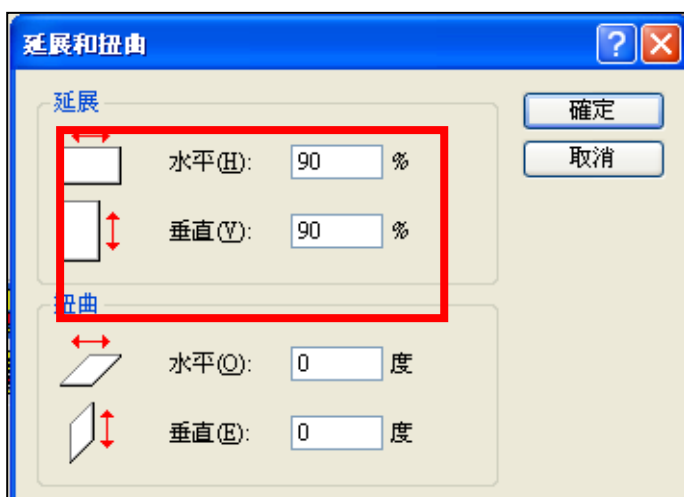 延展和扭曲
延展
確定
水平(H): 90 %
取消
垂直(V): 90 %
扭曲
水平(O): 0 度
垂直(E): 0 度